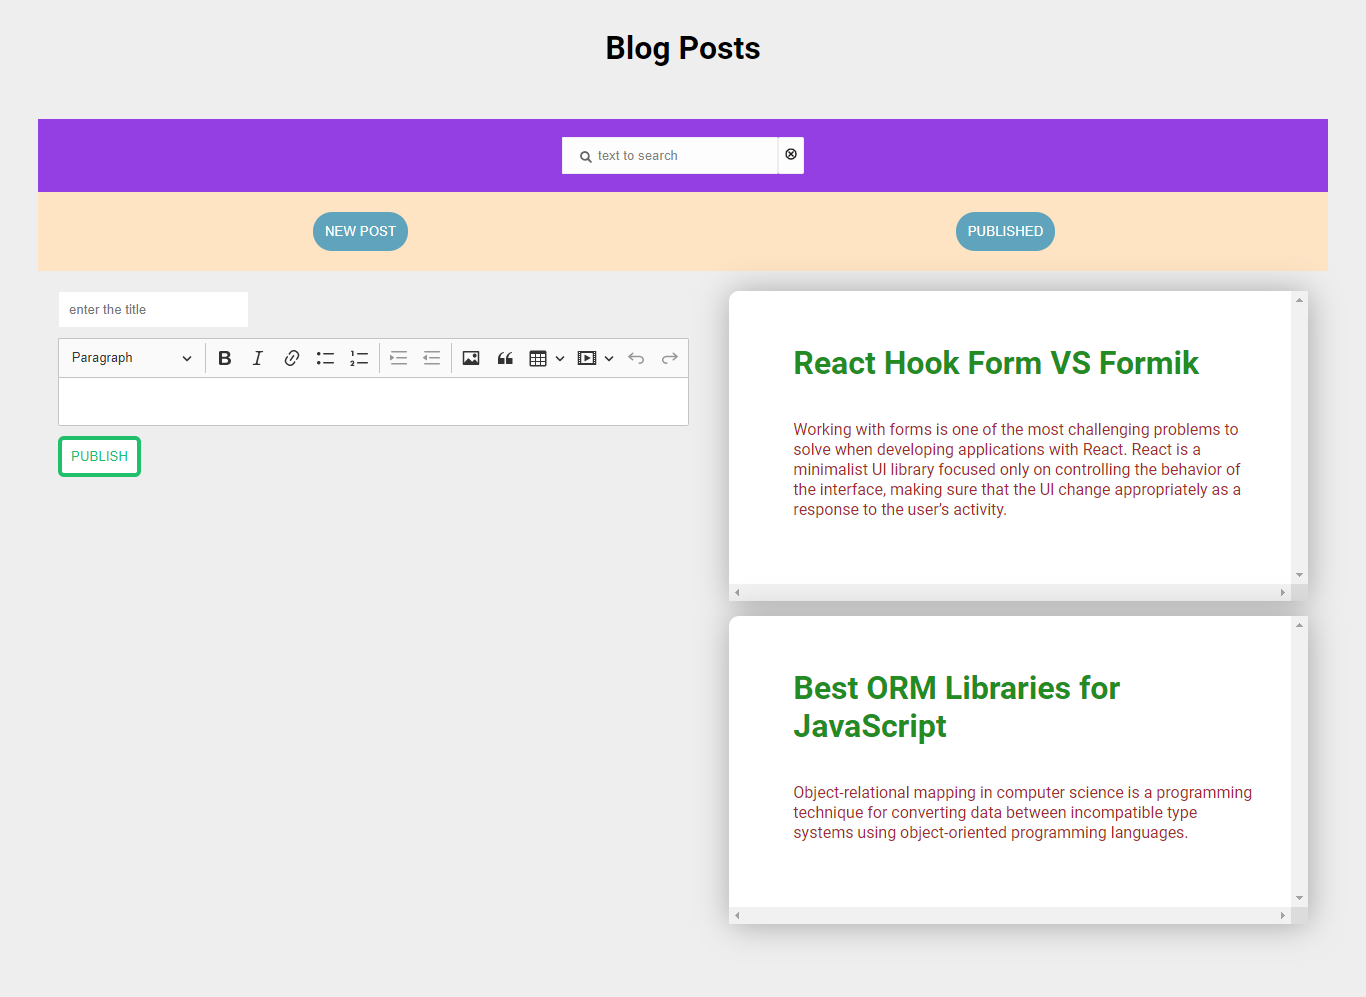 Blog Posts
text to search
NEW POST
PUBLISHED
enter the title
Paragraph
PUBLISH
React Hook Form VS Formik
Working with forms is one of the most challenging problems to
solve when developing applications with React. React is a
minimalist UI library focused only on controlling the behavior of
the interface, making sure that the UI change appropriately as a
response to the user’s activity.
Best ORM Libraries for
JavaScript
Object-relational mapping in computer science is a programming
technique for converting data between incompatible type
systems using object-oriented programming languages.